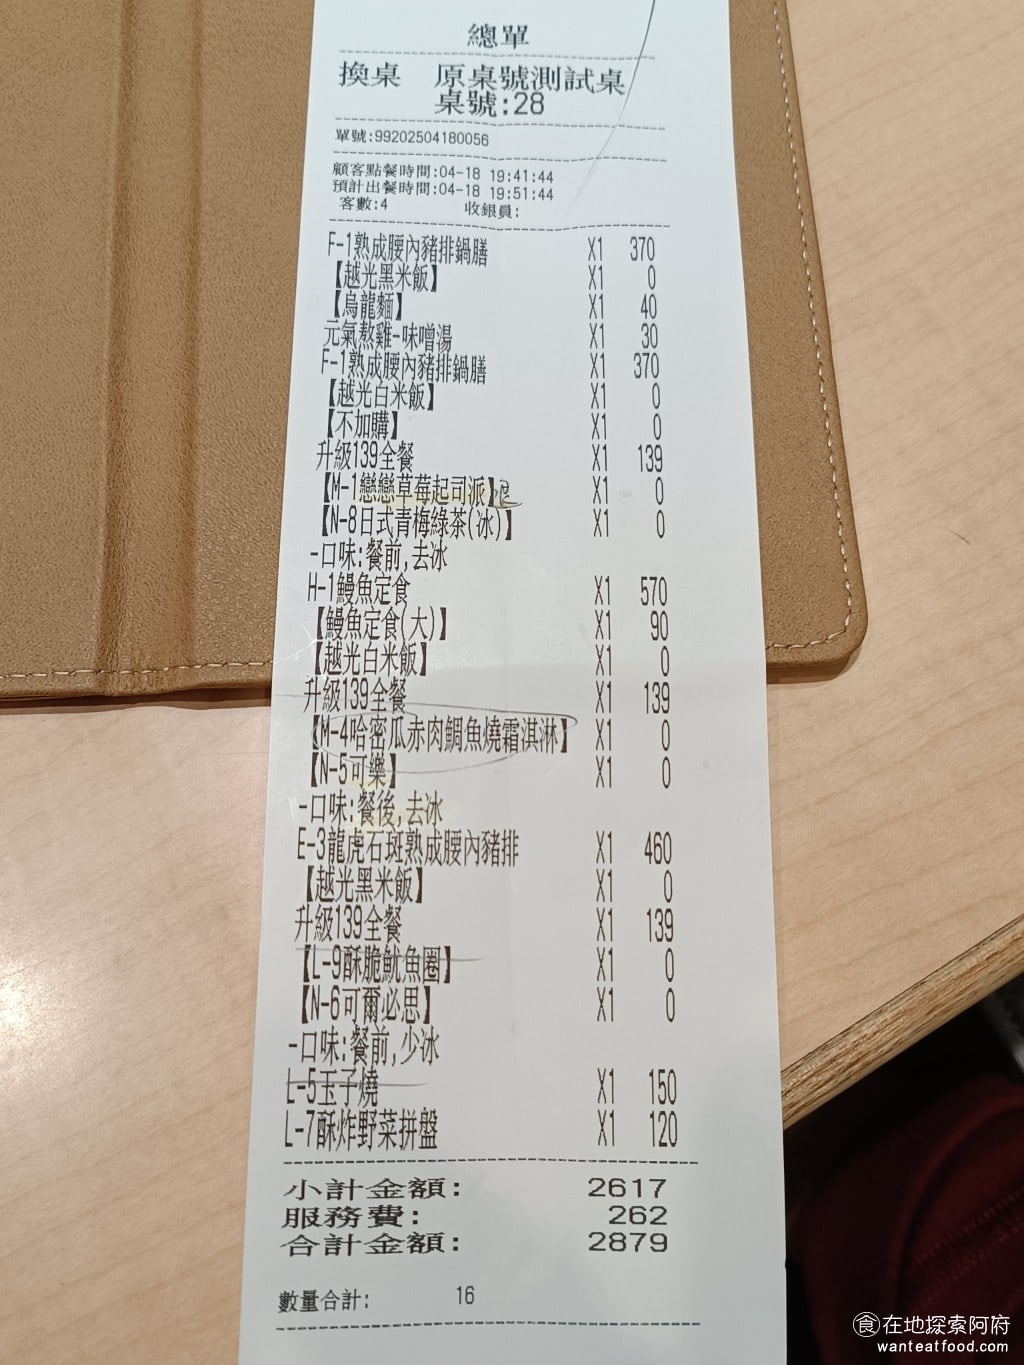 總單
換桌 原桌號測試桌
桌號:28
單號:99202504180056
顧客點餐時間:04-18 19:41:44
預計出餐時間:04-18 19:51:44
客數:4 收銀員:
F-1熟成腰內豬排鍋膳 X1 370
【越光黑米飯】 X1 0
【烏龍麵】 X1 40
元氣熬雞-味噌湯 X1 30
F-1熟成腰內豬排鍋膳 X1 370
【越光白米飯】 X1 0
【不加購】 X1 0
升級139全餐 X1 139
【M-1戀戀草莓起司派】 X1 0
【N-8日式青梅綠茶(冰)】 X1 0
-口味:餐前,去冰
H-1鰻魚定食 X1 570
【鰻魚定食(大)】 X1 90
【越光白米飯】 X1 0
升級139全餐 X1 139
【M-4哈密瓜赤肉鯛魚燒霜淇淋】 X1 0
【N-5可樂】 X1 0
-口味:餐後,去冰
E-3龍虎石斑熟成腰內豬排 X1 460
【越光黑米飯】 X1 0
升級139全餐 X1 139
【L-9酥脆魷魚圈】 X1 0
【N-6可爾必思】 X1 0
-口味:餐前,少冰
L-5玉子燒 X1 150
L-7酥炸野菜拼盤 X1 120
小計金額: 2617
服務費: 262
合計金額: 2879
數量合計: 16
食在地探索阿府
wanteatfood.com